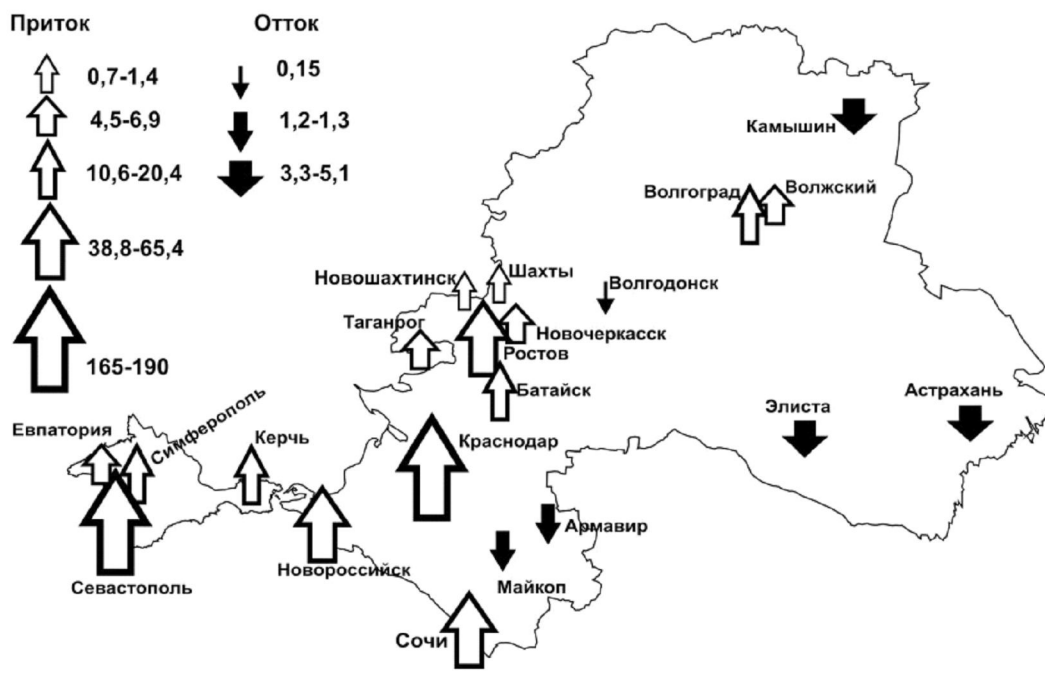 Приток
0,7-1,4
4,5-6,9
10,6-20,4
38,8-65,4
165-190
Отток
0,15
1,2-1,3
3,3-5,1
Камышин
Волгоград
Волжский
Новошахтинск
Шахты
Волгодонск
Таганрог
Новочеркасск
Ростов
Батайск
Элиста
Астрахань
Евпатория
Симферополь
Керчь
Краснодар
Армавир
Севастополь
Новороссийск
Майкоп
Сочи